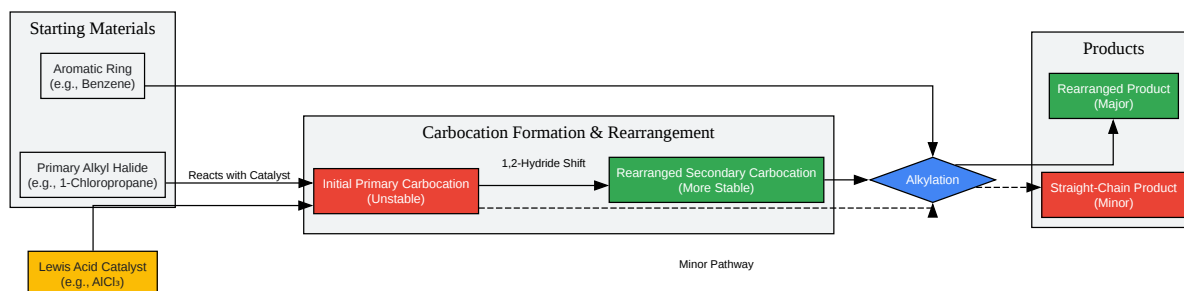 Starting Materials
Aromatic Ring
(e.g., Benzene)
Primary Alkyl Halide
(e.g., 1-Chloropropane)
Lewis Acid Catalyst
(e.g., AlCl₃)
Reacts with Catalyst
Carbocation Formation & Rearrangement
Initial Primary Carbocation
(Unstable)
1,2-Hydride Shift
Rearranged Secondary Carbocation
(More Stable)
Minor Pathway
Alkylation
Products
Rearranged Product
(Major)
Straight-Chain Product
(Minor)